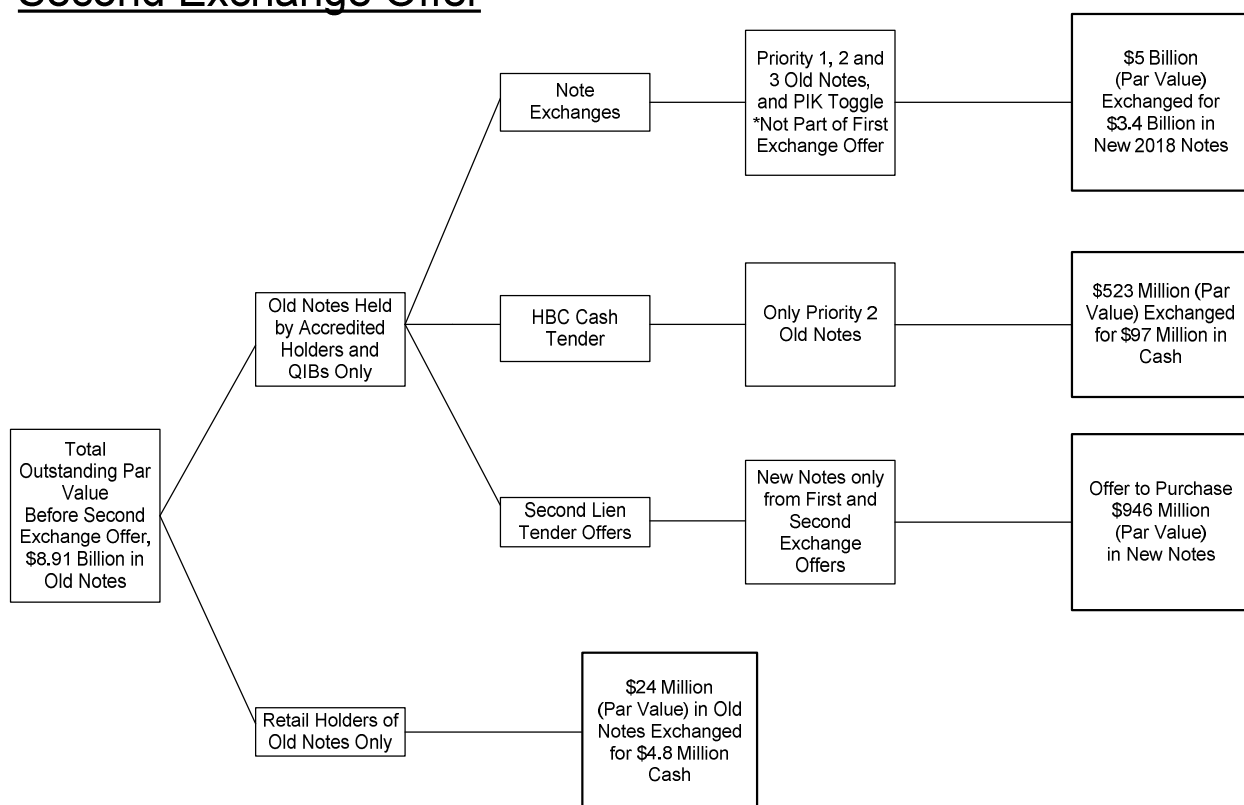 Second Exchange Offer
Note
Exchanges
Priority 1, 2 and
3 Old Notes,
and PIK Toggle
*Not Part of First
Exchange Offer
$5 Billion
(Par Value)
Exchanged for
$3.4 Billion in
New 2018 Notes
Old Notes Held
by Accredited
Holders and
QIBs Only
HBC Cash
Tender
Only Priority 2
Old Notes
$523 Million (Par
Value) Exchanged
for $97 Million in
Cash
Total
Outstanding Par
Value
Before Second
Exchange Offer,
$8.91 Billion in
Old Notes
Second Lien
Tender Offers
New Notes only
from First and
Second
Exchange
Offers
Offer to Purchase
$946 Million
(Par Value)
in New Notes
Retail Holders of
Old Notes Only
$24 Million
(Par Value) in Old
Notes Exchanged
for $4.8 Million
Cash